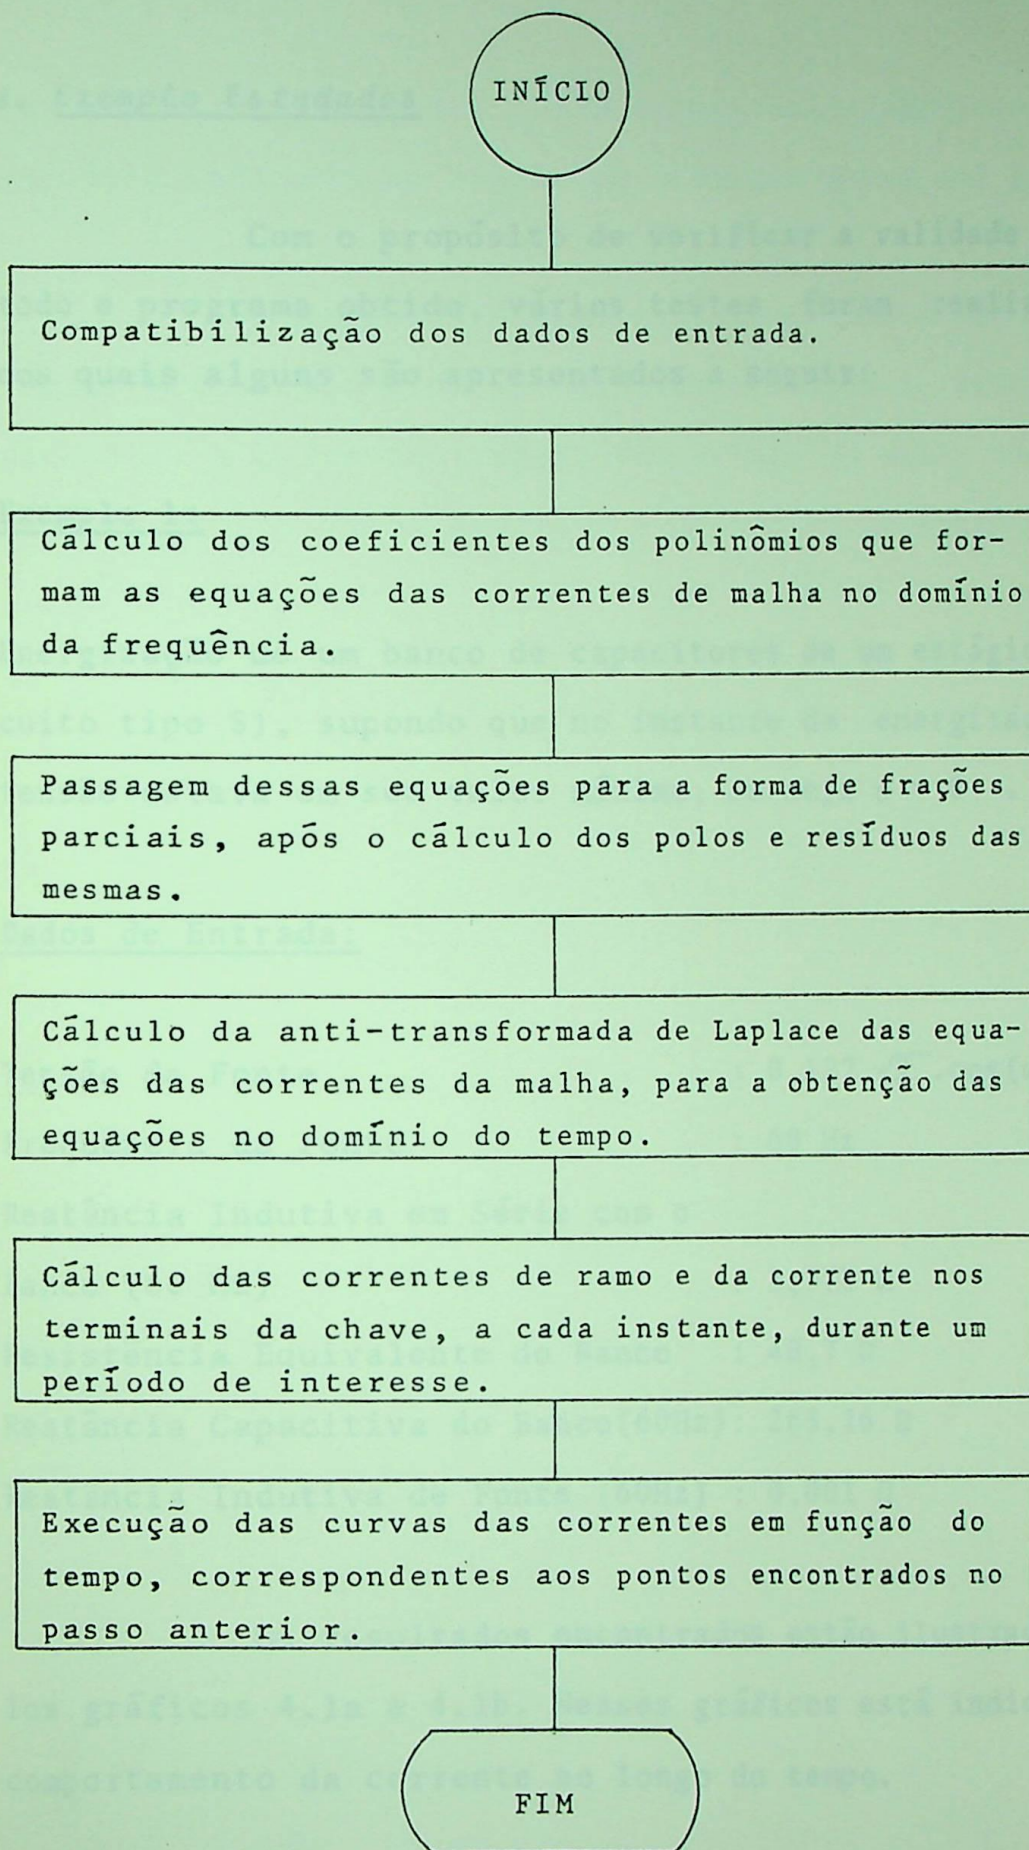 INÍCIO
Compatibilização dos dados de entrada.
Cálculo dos coeficientes dos polinômios que for-
mam as equações das correntes de malha no domínio
da frequência.
Passagem dessas equações para a forma de frações
parciais, após o cálculo dos polos e resíduos das
mesmas.
Cálculo da anti-transformada de Laplace das equa-
ções das correntes da malha, para a obtenção das
equações no domínio do tempo.
Cálculo das correntes de ramo e da corrente nos
terminais da chave, a cada instante, durante um
período de interesse.
Execução das curvas das correntes em função do
tempo, correspondentes aos pontos encontrados no
passo anterior.
FIM